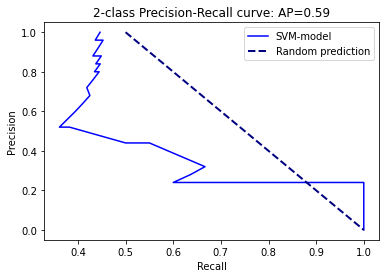 2-class Precision-Recall curve: AP=0.59
SVM-model
Random prediction
Precision
1.0
0.8
0.6
0.4
0.2
0.0
0.4 0.5 0.6 0.7 0.8 0.9 1.0
Recall